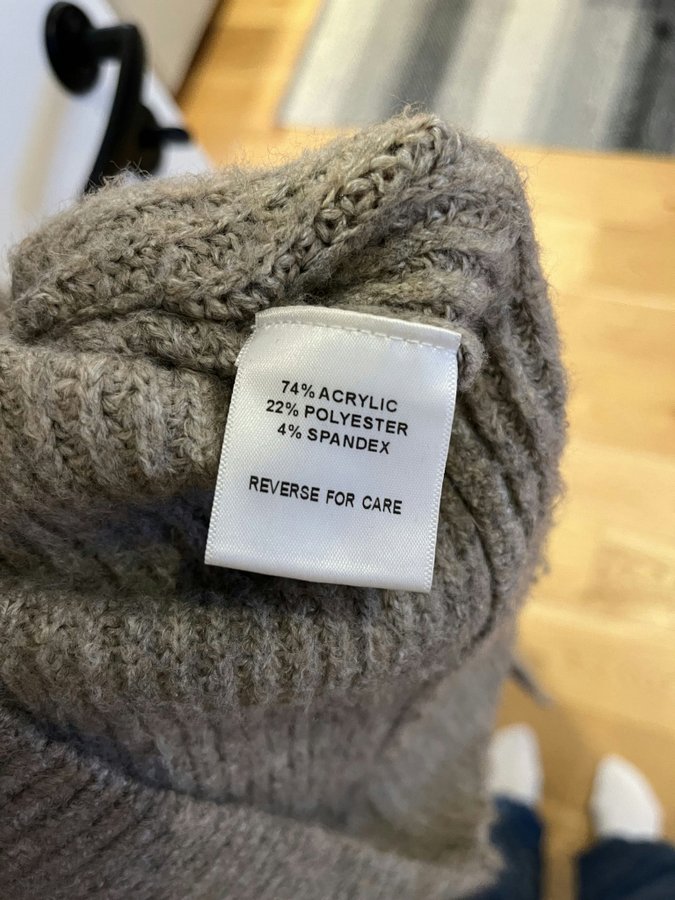 74% ACRYLIC
22% POLYESTER
4% SPANDEX
REVERSE FOR CARE